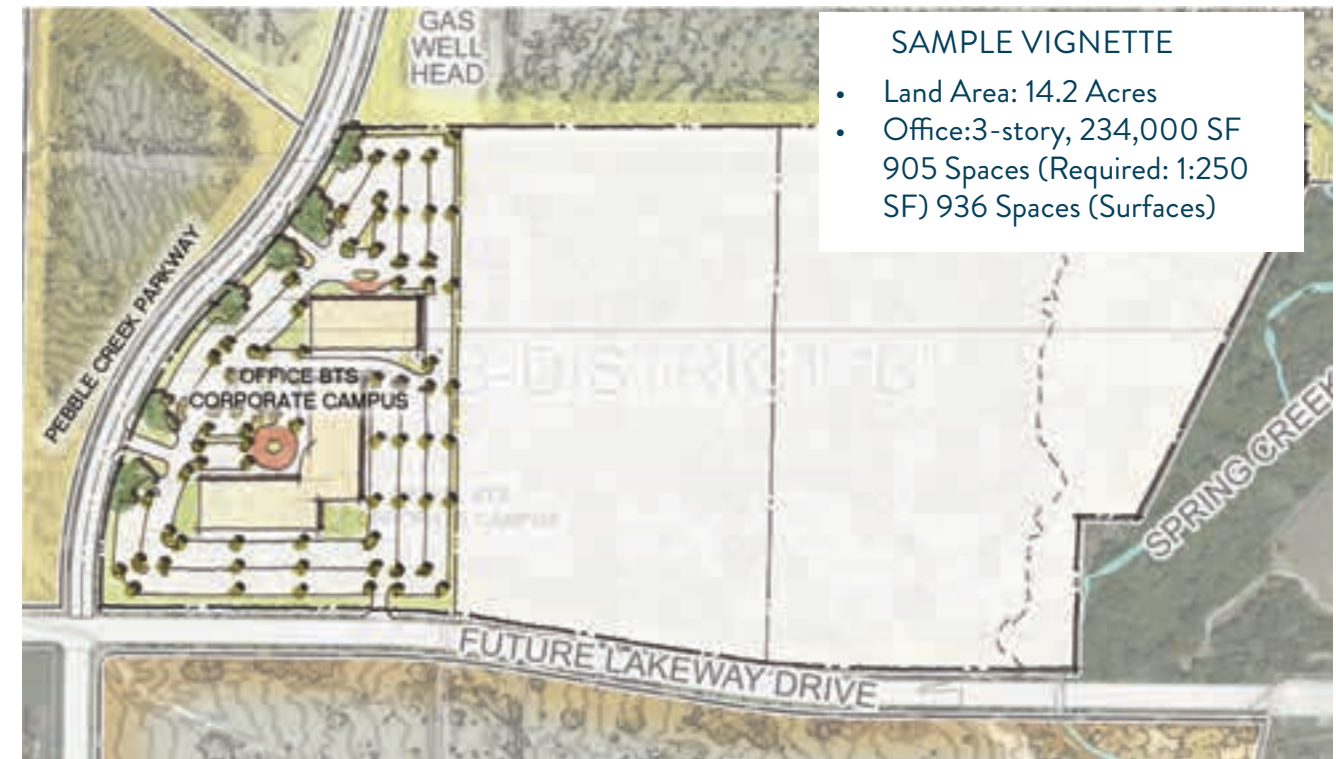 GAS
WELL
HEAD
SAMPLE VIGNETTE
• Land Area: 14.2 Acres
• Office:3-story, 234,000 SF
905 Spaces (Required: 1:250
SF) 936 Spaces (Surfaces)
PEBBLE CREEK PARKWAY
OFFICE BTS
CORPORATE CAMPUS
SPRING CREEK
FUTURE LAKEWAY DRIVE